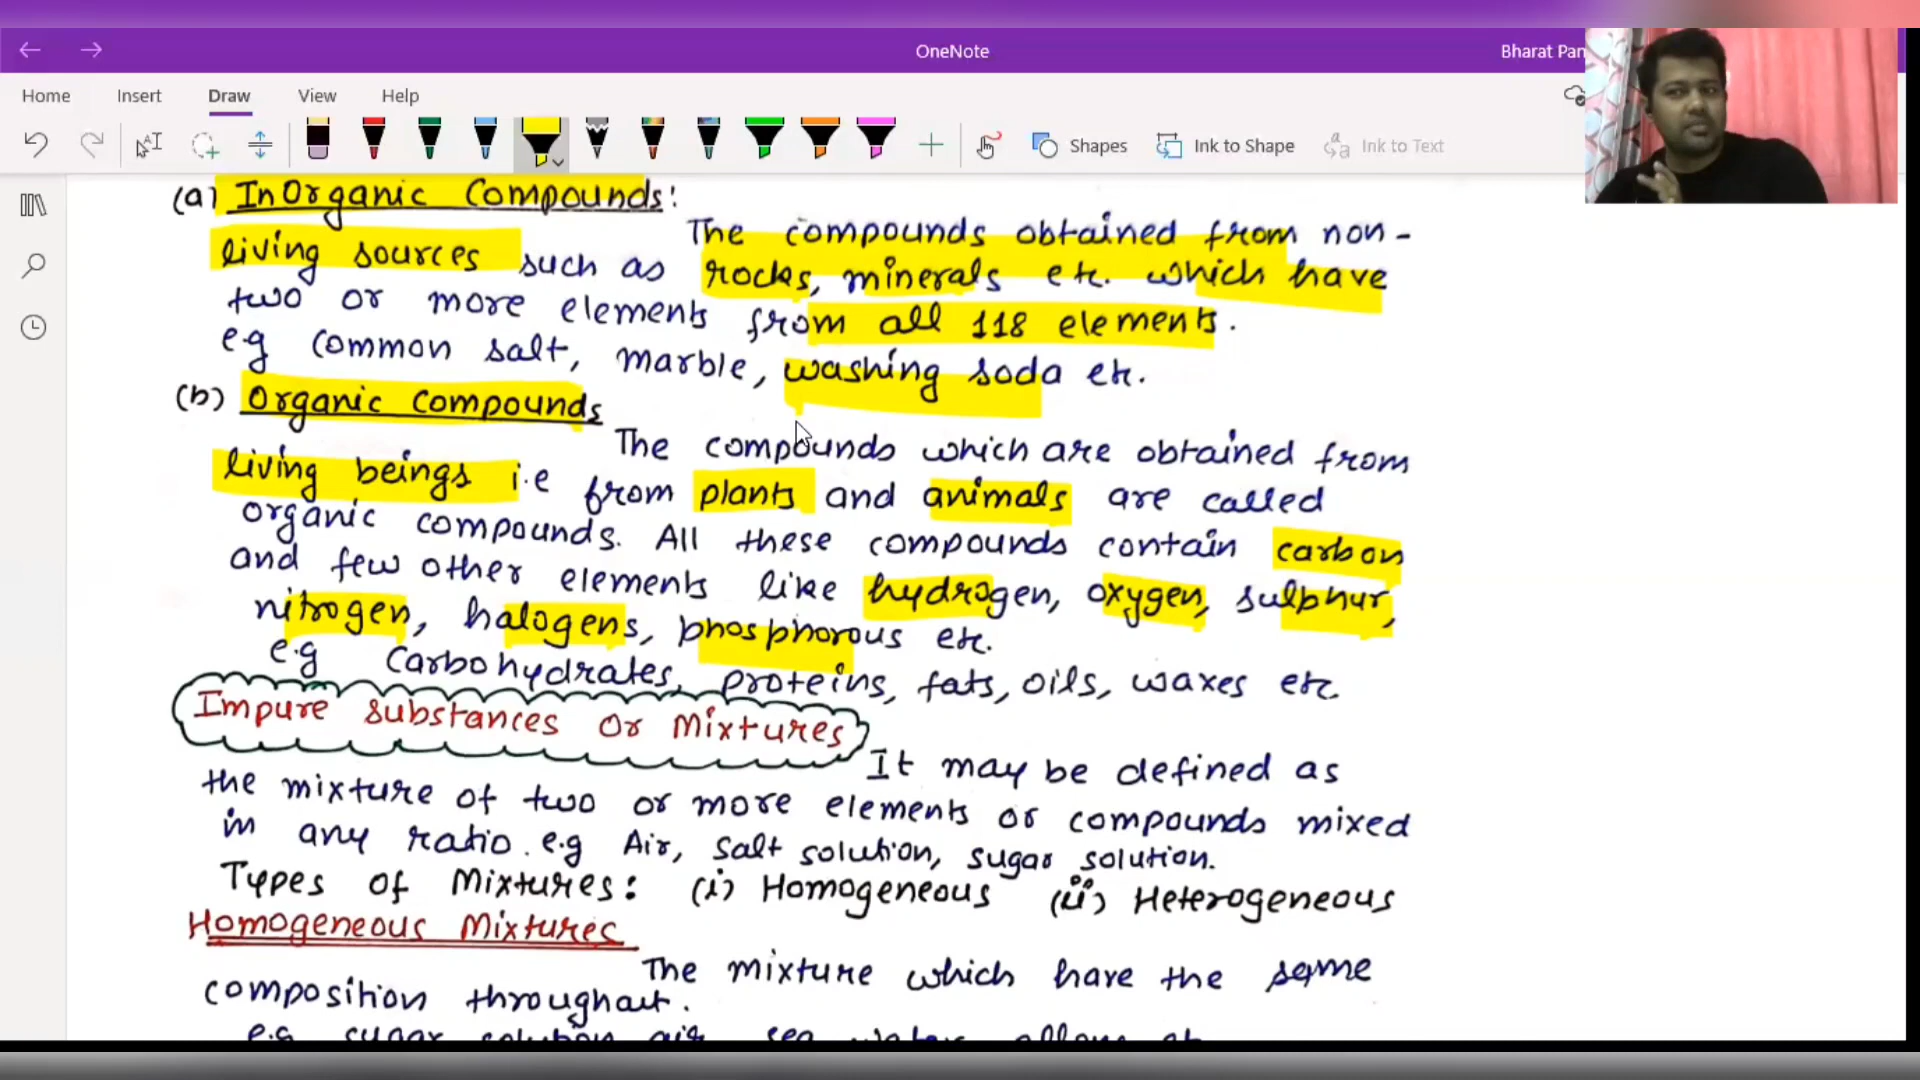 OneNote
Bharat Pan
Home Insert Draw View Help
Shapes Ink to Shape Ink to Text
(a) InOrganic Compounds:
The compounds obtained from non-
living sources such as rocks, minerals etc. which have
two or more elements from all 118 elements.
e.g common salt, marble, washing soda etc.
(b) Organic Compounds
The compounds which are obtained from
living beings i.e from plants and animals are called
organic compounds. All these compounds contain carbon
and few other elements like hydrogen, oxygen, sulphur,
nitrogen, halogens, phosphorous etc.
e.g Carbohydrates, proteins, fats, oils, waxes etc
Impure Substances Or Mixtures
It may be defined as
the mixture of two or more elements or compounds mixed
in any ratio. e.g Air, salt solution, sugar solution.
Types of Mixtures: (i) Homogeneous (ii) Heterogeneous
Homogeneous Mixtures
The mixture which have the same
composition throughout.
e.g sugar solution, air, sea water,